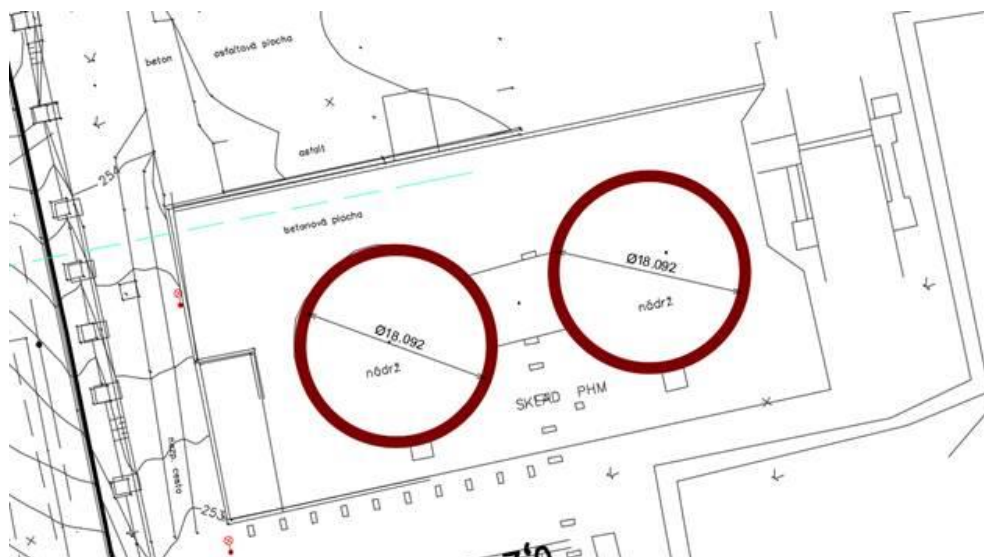 asfaltová plocha
beton
asfalt
254
betonová plocha
Ø18.092
nádrž
Ø18.092
nádrž
SKLAD PHM
253